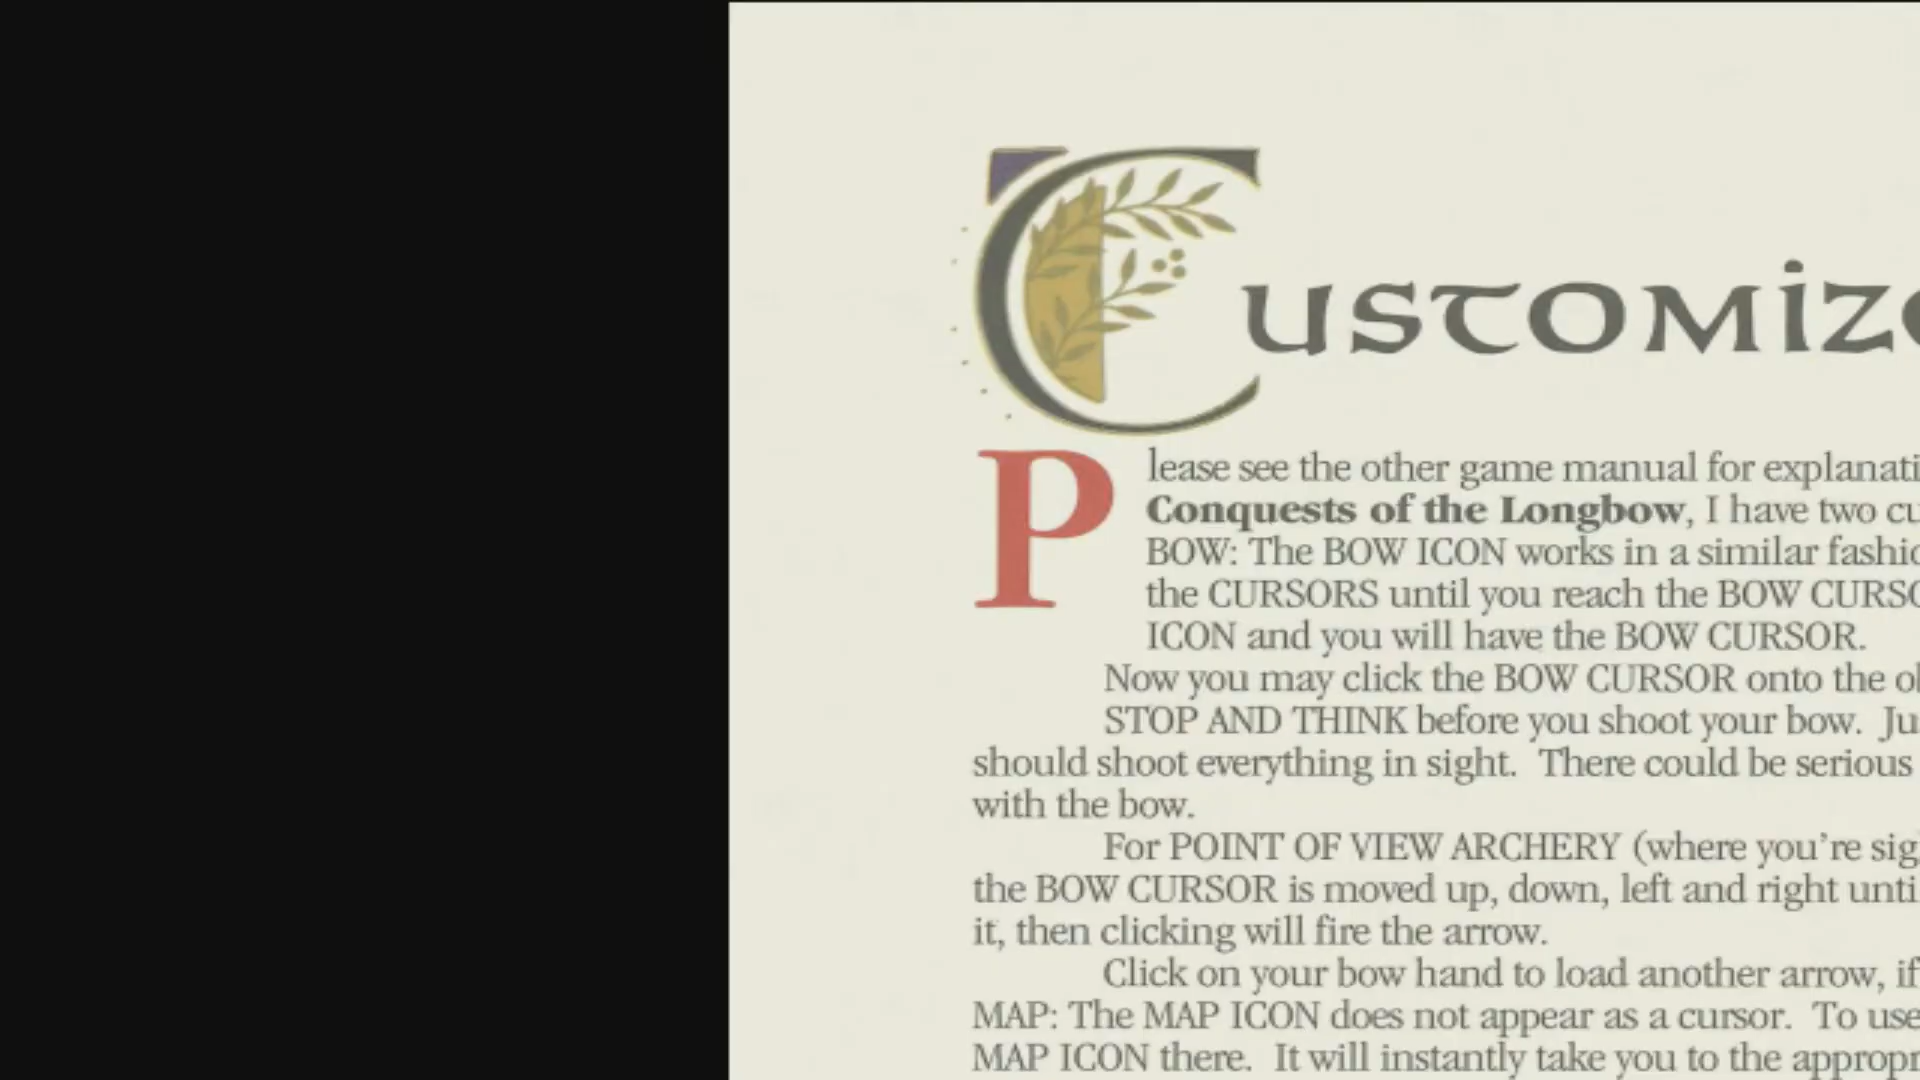 Customize
Please see the other game manual for explanati
Conquests of the Longbow, I have two cu
BOW: The BOW ICON works in a similar fashio
the CURSORS until you reach the BOW CURSO
ICON and you will have the BOW CURSOR.
Now you may click the BOW CURSOR onto the ob
STOP AND THINK before you shoot your bow. Ju
should shoot everything in sight. There could be serious
with the bow.
For POINT OF VIEW ARCHERY (where you're sig
the BOW CURSOR is moved up, down, left and right unti
it, then clicking will fire the arrow.
Click on your bow hand to load another arrow, if
MAP: The MAP ICON does not appear as a cursor. To use
MAP ICON there. It will instantly take you to the appropr